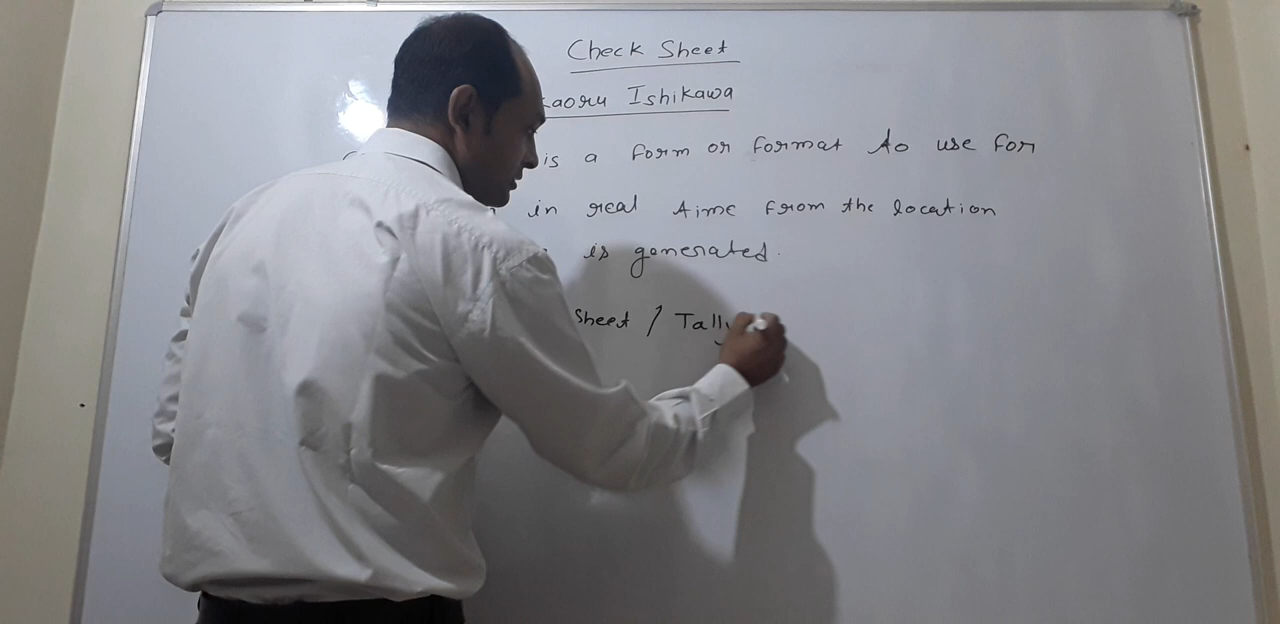 Check Sheet
kaoru Ishikawa
is a form or format to use for
in real time from the location
is generated.
Sheet / Tally